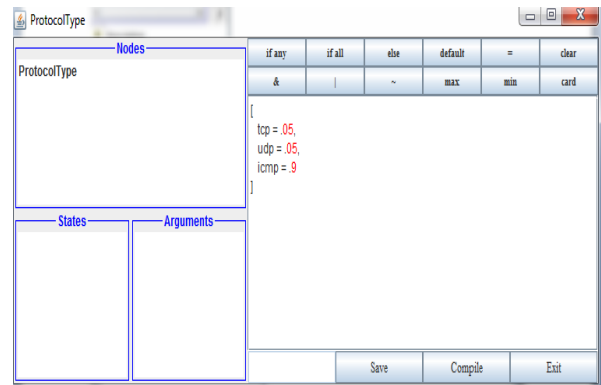 ProtocolType
Nodes
ProtocolType
States
Arguments
if any if all else default = clear
& | ~ max min card
[
tcp = .05,
udp = .05,
icmp = .9
]
Save Compile Exit